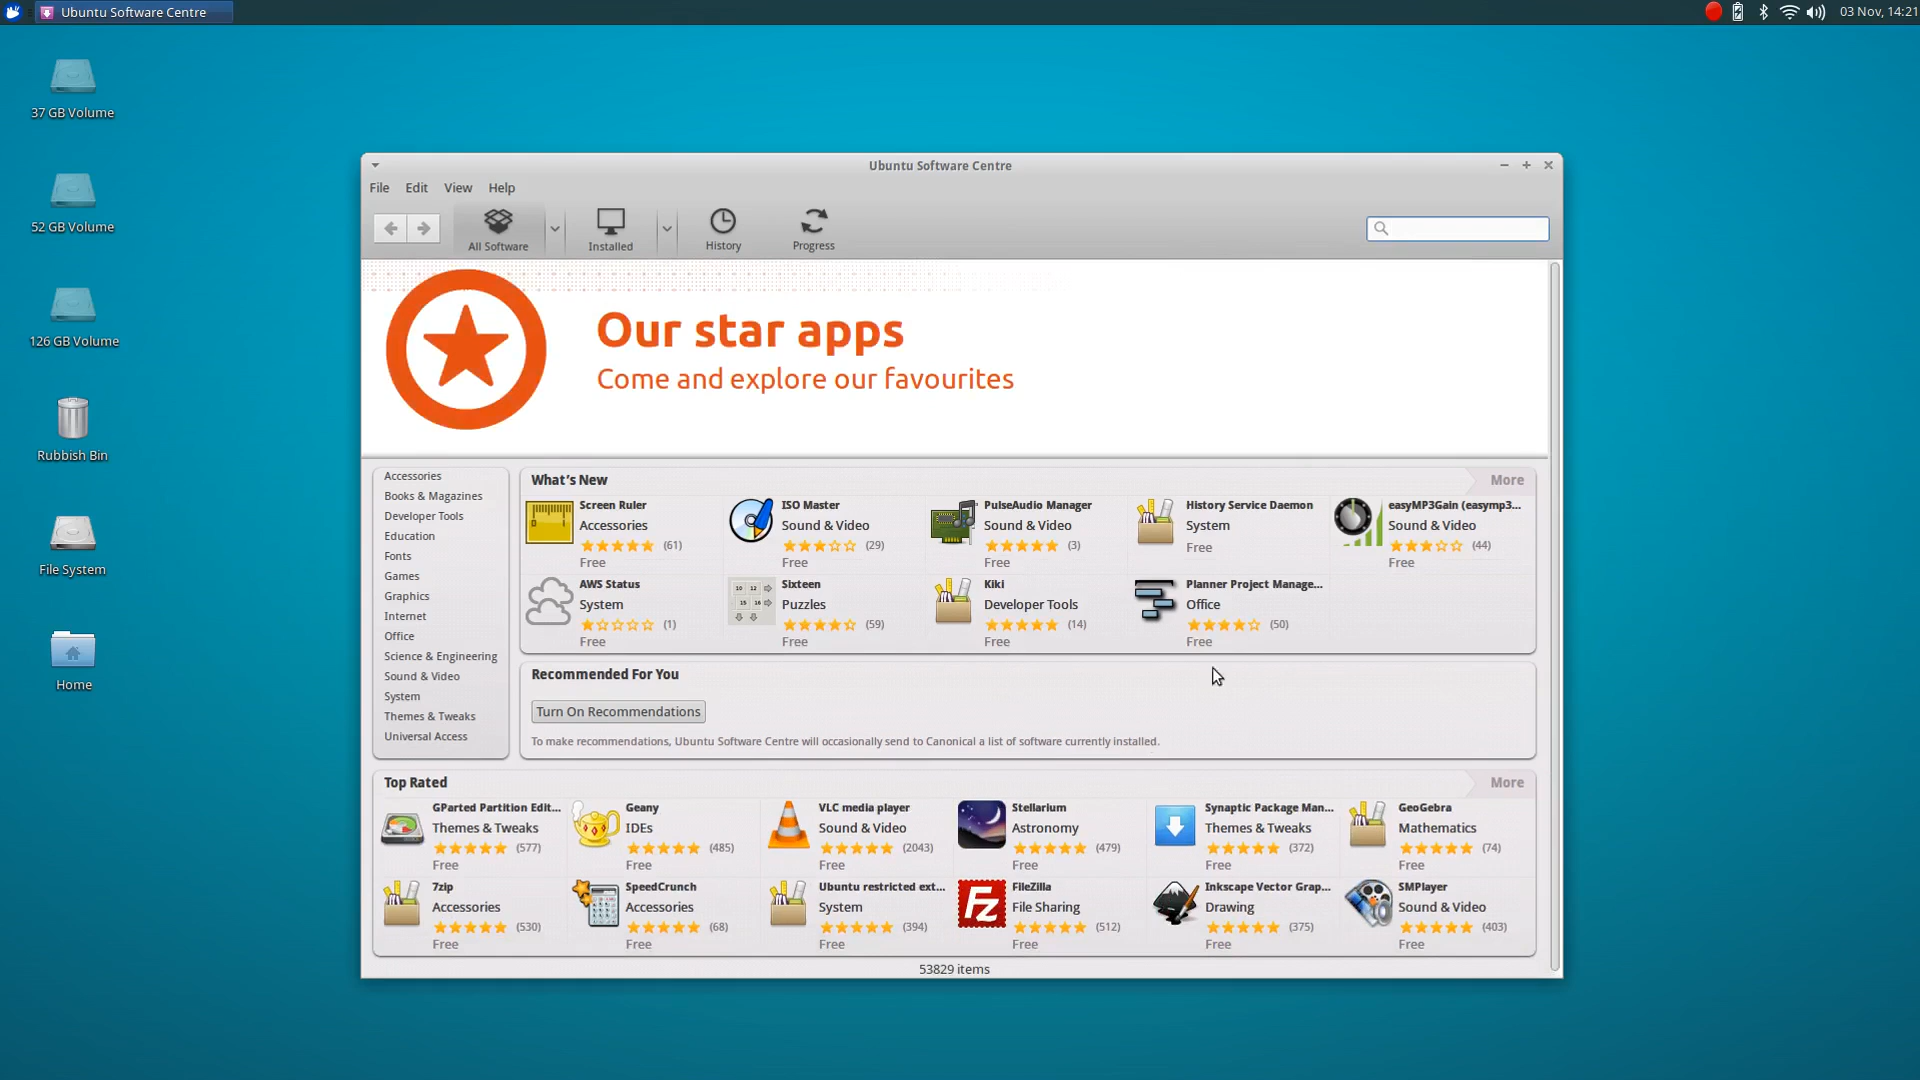 Ubuntu Software Centre
03 Nov, 14:21
37 GB Volume
52 GB Volume
126 GB Volume
Rubbish Bin
File System
Home
Ubuntu Software Centre
File Edit View Help
All Software
Installed
History
Progress
Our star apps
Come and explore our favourites
Accessories
Books & Magazines
Developer Tools
Education
Fonts
Games
Graphics
Internet
Office
Science & Engineering
Sound & Video
System
Themes & Tweaks
Universal Access
What's New
More
Screen Ruler
Accessories
(61)
Free
ISO Master
Sound & Video
(29)
Free
PulseAudio Manager
Sound & Video
(3)
Free
History Service Daemon
System
Free
easyMP3Gain (easymp3...
Sound & Video
(44)
Free
AWS Status
System
(1)
Free
10 12
15 16
Sixteen
Puzzles
(59)
Free
Kiki
Developer Tools
(14)
Free
Planner Project Manage...
Office
(50)
Free
Recommended For You
Turn On Recommendations
To make recommendations, Ubuntu Software Centre will occasionally send to Canonical a list of software currently installed.
Top Rated
More
GParted Partition Edit...
Themes & Tweaks
(577)
Free
Geany
IDEs
(485)
Free
VLC media player
Sound & Video
(2043)
Free
Stellarium
Astronomy
(479)
Free
Synaptic Package Man...
Themes & Tweaks
(372)
Free
GeoGebra
Mathematics
(74)
Free
7zip
Accessories
(530)
Free
SpeedCrunch
Accessories
(68)
Free
Ubuntu restricted ext...
System
(394)
Free
Fz
FileZilla
File Sharing
(512)
Free
Inkscape Vector Grap...
Drawing
(375)
Free
SMPlayer
Sound & Video
(403)
Free
53829 items